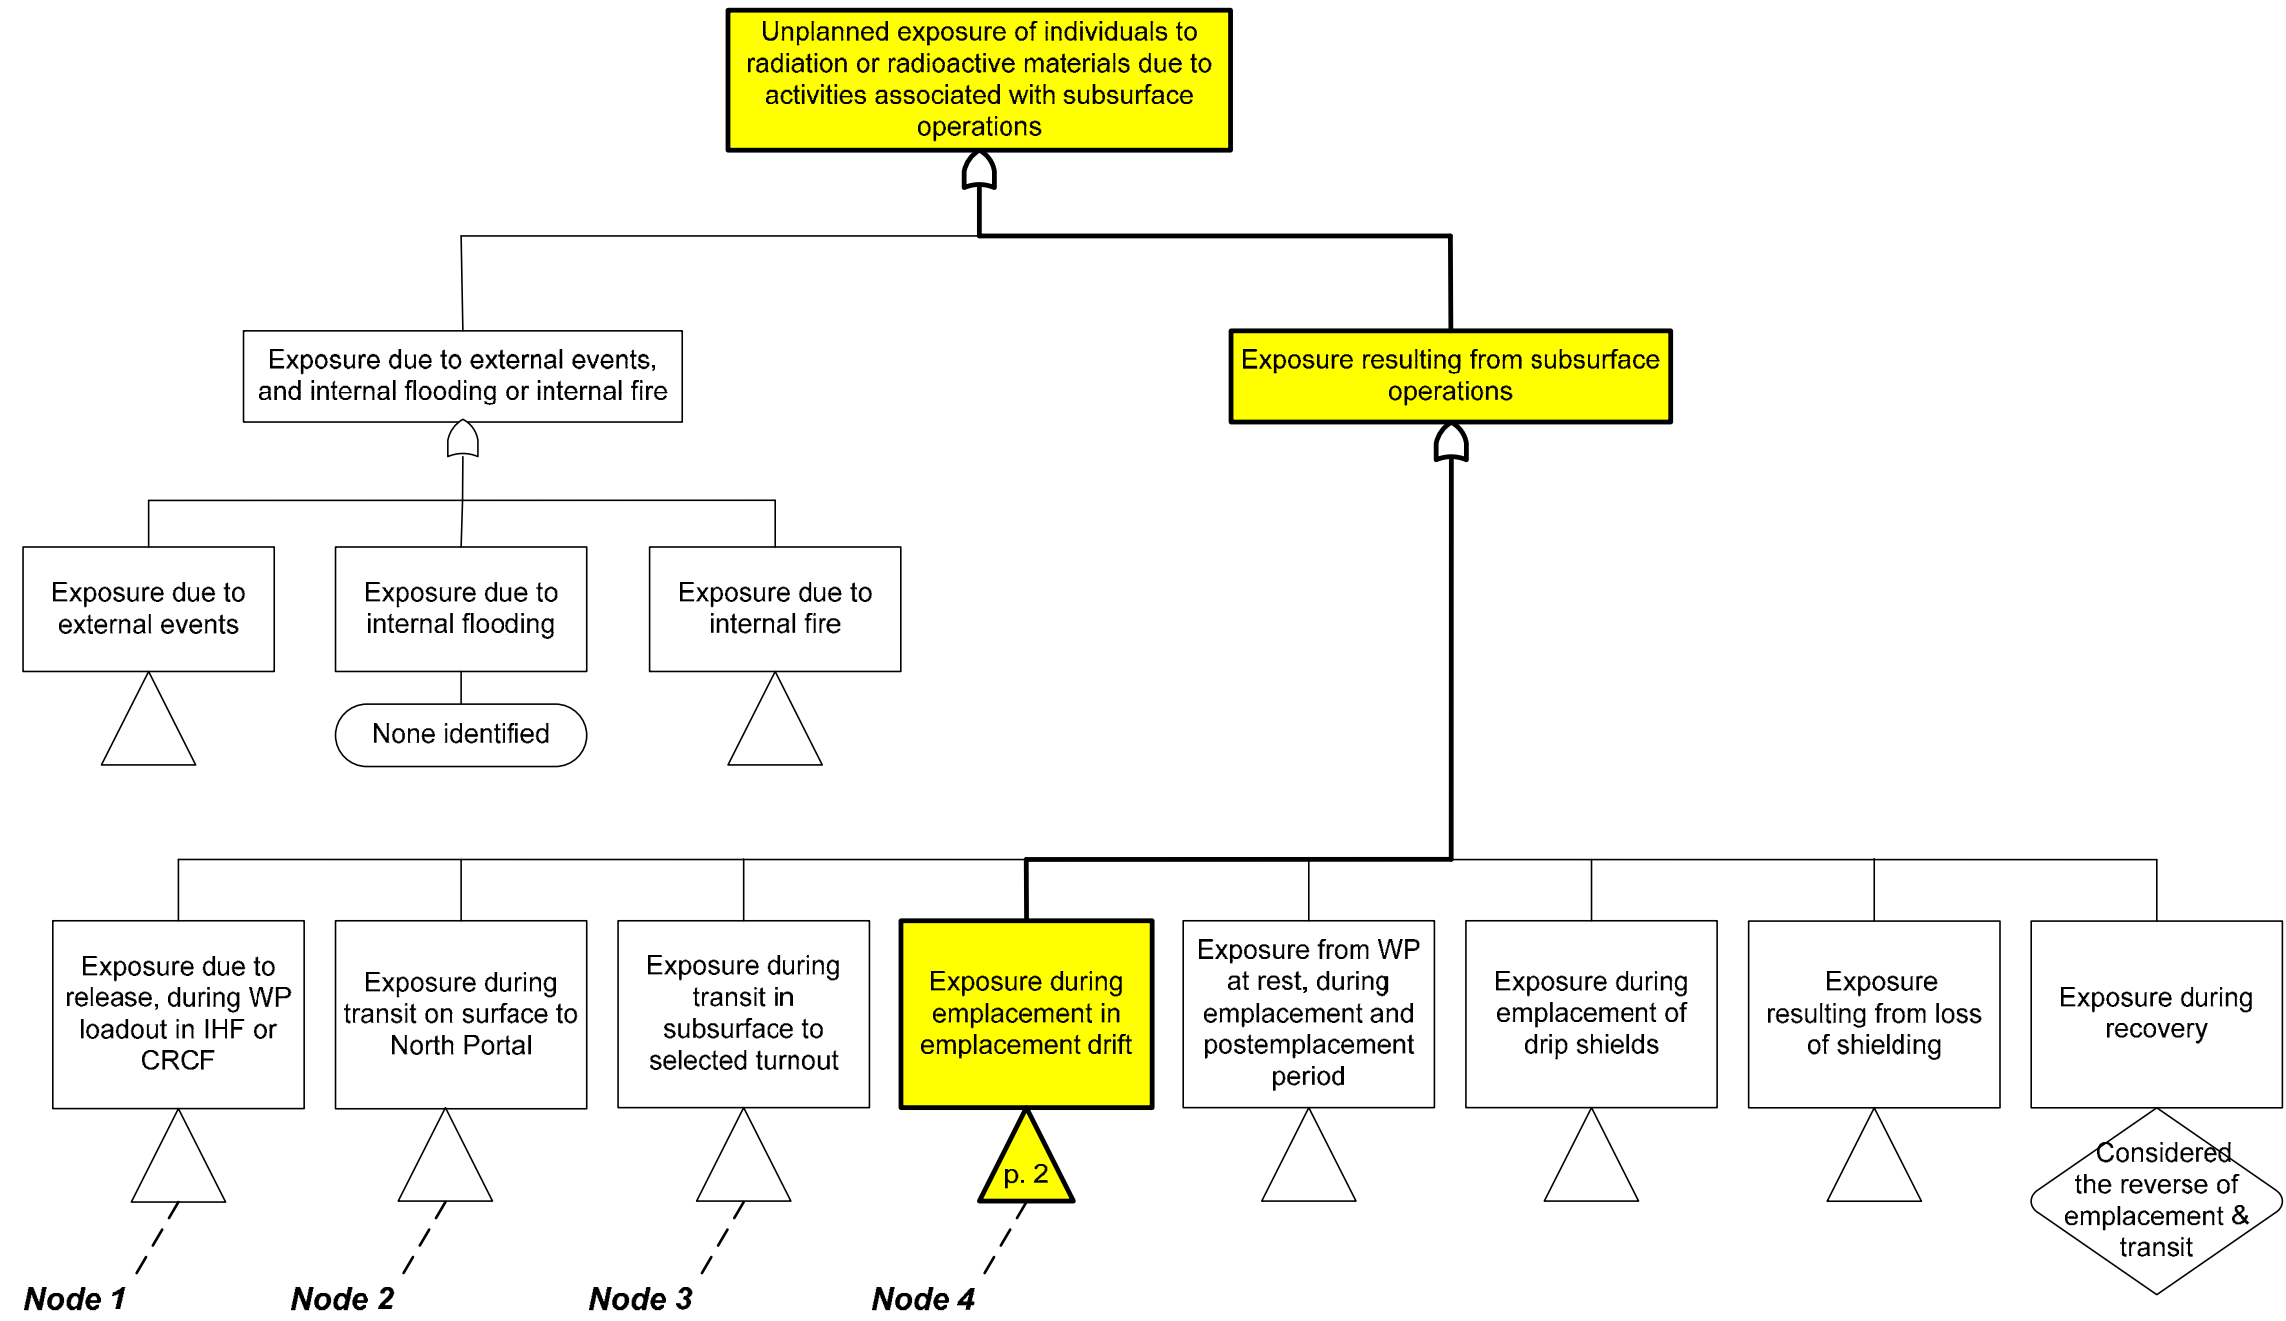 Unplanned exposure of individuals to
radiation or radioactive materials due to
activities associated with subsurface
operations
Exposure due to external events,
and internal flooding or internal fire
Exposure resulting from subsurface
operations
Exposure due to
external events
Exposure due to
internal flooding
Exposure due to
internal fire
None identified
Exposure due to
release, during WP
loadout in IHF or
CRCF
Exposure during
transit on surface to
North Portal
Exposure during
transit in
subsurface to
selected turnout
Exposure during
emplacement in
emplacement drift
Exposure from WP
at rest, during
emplacement and
postemplacement
period
Exposure during
emplacement of
drip shields
Exposure
resulting from loss
of shielding
Exposure during
recovery
p. 2
Considered
the reverse of
emplacement &
transit
Node 1
Node 2
Node 3
Node 4